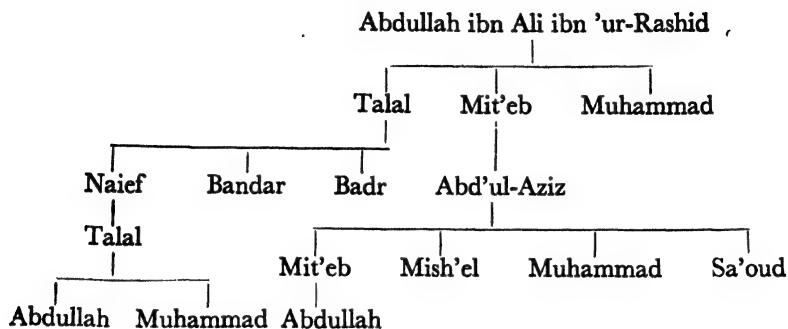 Abdullah ibn Ali ibn 'ur-Rashid
Talal Mit'eb Muhammad
Naief Bandar Badr Abd'ul-Aziz
Talal
Mit'eb Mish'el Muhammad Sa'oud
Abdullah Muhammad Abdullah